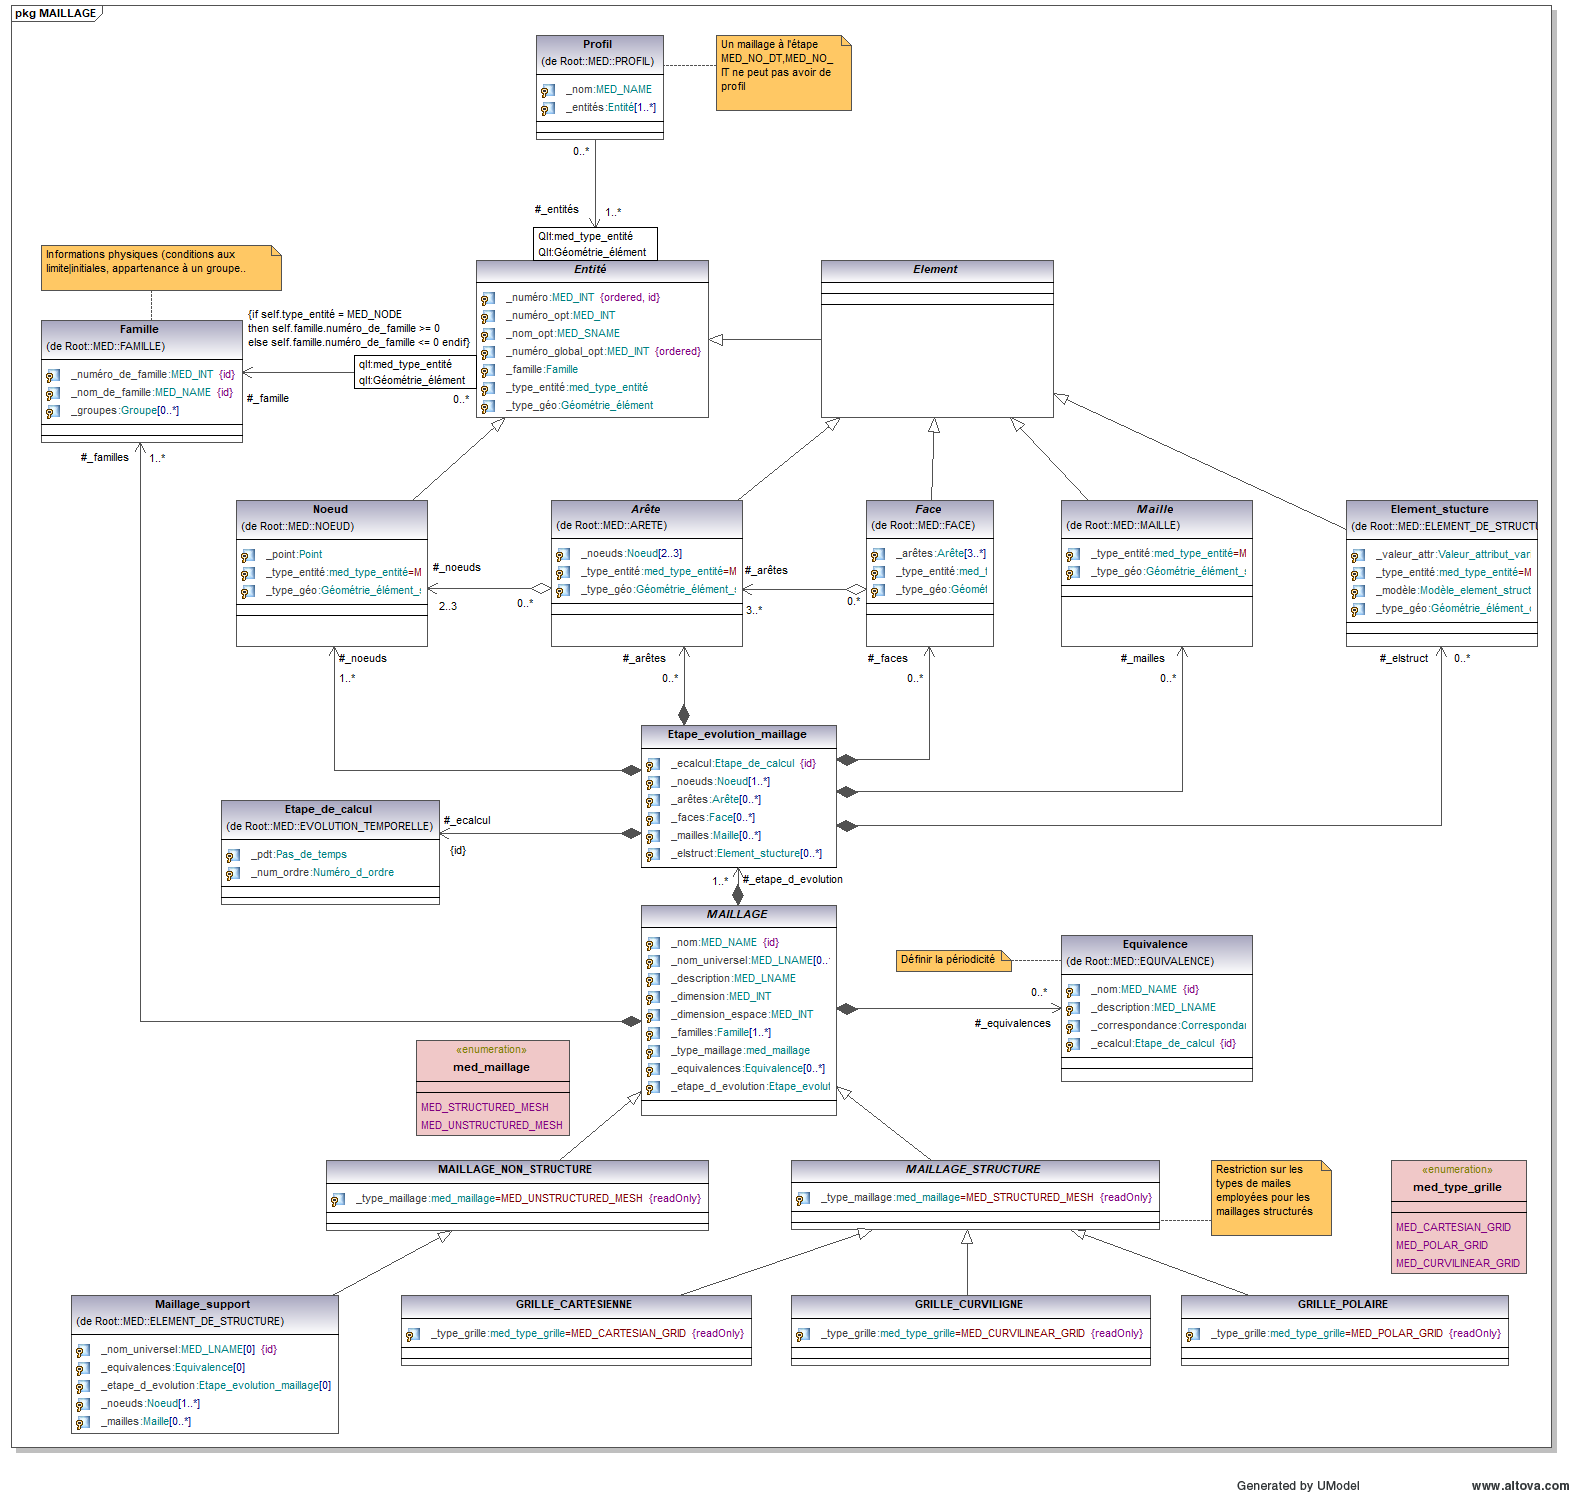 pkg MAILLAGE
Profil
(de Root::MED::PROFIL)
_nom:MED_NAME
_entités:Entité[1..*]
Un maillage à l'étape
MED_NO_DT,MED_NO_
IT ne peut pas avoir de
profil
0..*
#_entités
1..*
Qlf:med_type_entité
Qlf:Géométrie_élément
Entité
_numéro:MED_INT {ordered, id}
_numéro_opt:MED_INT
_nom_opt:MED_SNAME
_numéro_global_opt:MED_INT {ordered}
_famille:Famille
_type_entité:med_type_entité
_type_géo:Géométrie_élément
Element
Informations physiques (conditions aux
limite|initiales, appartenance à un groupe..
Famille
(de Root::MED::FAMILLE)
_numéro_de_famille:MED_INT {id}
_nom_de_famille:MED_NAME {id}
_groupes:Groupe[0..*]
{if self.type_entité = MED_NODE
then self.famille.numéro_de_famille >= 0
else self.famille.numéro_de_famille <= 0 endif}
qlf:med_type_entité
qlf:Géométrie_élément
#_famille
0..*
#_familles
1..*
Noeud
(de Root::MED::NOEUD)
_point:Point
_type_entité:med_type_entité=M
_type_géo:Géométrie_élément_s
#_noeuds
2..3
0..*
Arête
(de Root::MED::ARETE)
_noeuds:Noeud[2..3]
_type_entité:med_type_entité=M
_type_géo:Géométrie_élément_s
#_arêtes
3..*
0.*
Face
(de Root::MED::FACE)
_arêtes:Arête[3..*]
_type_entité:med_t
_type_géo:Géomét
Maille
(de Root::MED::MAILLE)
_type_entité:med_type_entité=M
_type_géo:Géométrie_élément_s
Element_stucture
(de Root::MED::ELEMENT_DE_STRUCTU
_valeur_attr:Valeur_attribut_var
_type_entité:med_type_entité=M
_modèle:Modèle_element_struct
_type_géo:Géométrie_élément_
#_noeuds
1..*
#_arêtes
0..*
#_faces
0..*
#_mailles
0..*
#_elstruct
0..*
Etape_evolution_maillage
_ecalcul:Etape_de_calcul {id}
_noeuds:Noeud[1..*]
_arêtes:Arête[0..*]
_faces:Face[0..*]
_mailles:Maille[0..*]
_elstruct:Element_stucture[0..*]
Etape_de_calcul
(de Root::MED::EVOLUTION_TEMPORELLE)
_pdt:Pas_de_temps
_num_ordre:Numéro_d_ordre
#_ecalcul
{id}
1..*
#_etape_d_evolution
MAILLAGE
_nom:MED_NAME {id}
_nom_universel:MED_LNAME[0..
_description:MED_LNAME
_dimension:MED_INT
_dimension_espace:MED_INT
_familles:Famille[1..*]
_type_maillage:med_maillage
_equivalences:Equivalence[0..*]
_etape_d_evolution:Etape_evolut
Définir la périodicité
0..*
#_equivalences
Equivalence
(de Root::MED::EQUIVALENCE)
_nom:MED_NAME {id}
_description:MED_LNAME
_correspondance:Correspondar
_ecalcul:Etape_de_calcul {id}
«enumeration»
med_maillage
MED_STRUCTURED_MESH
MED_UNSTRUCTURED_MESH
MAILLAGE_NON_STRUCTURE
_type_maillage:med_maillage=MED_UNSTRUCTURED_MESH {readOnly}
MAILLAGE_STRUCTURE
_type_maillage:med_maillage=MED_STRUCTURED_MESH {readOnly}
Restriction sur les
types de mailes
employées pour les
maillages structurés
«enumeration»
med_type_grille
MED_CARTESIAN_GRID
MED_POLAR_GRID
MED_CURVILINEAR_GRID
Maillage_support
(de Root::MED::ELEMENT_DE_STRUCTURE)
_nom_universel:MED_LNAME[0] {id}
_equivalences:Equivalence[0]
_etape_d_evolution:Etape_evolution_maillage[0]
_noeuds:Noeud[1..*]
_mailles:Maille[0..*]
GRILLE_CARTESIENNE
_type_grille:med_type_grille=MED_CARTESIAN_GRID {readOnly}
GRILLE_CURVILIGNE
_type_grille:med_type_grille=MED_CURVILINEAR_GRID {readOnly}
GRILLE_POLAIRE
_type_grille:med_type_grille=MED_POLAR_GRID {readOnly}
Generated by UModel
www.altova.com